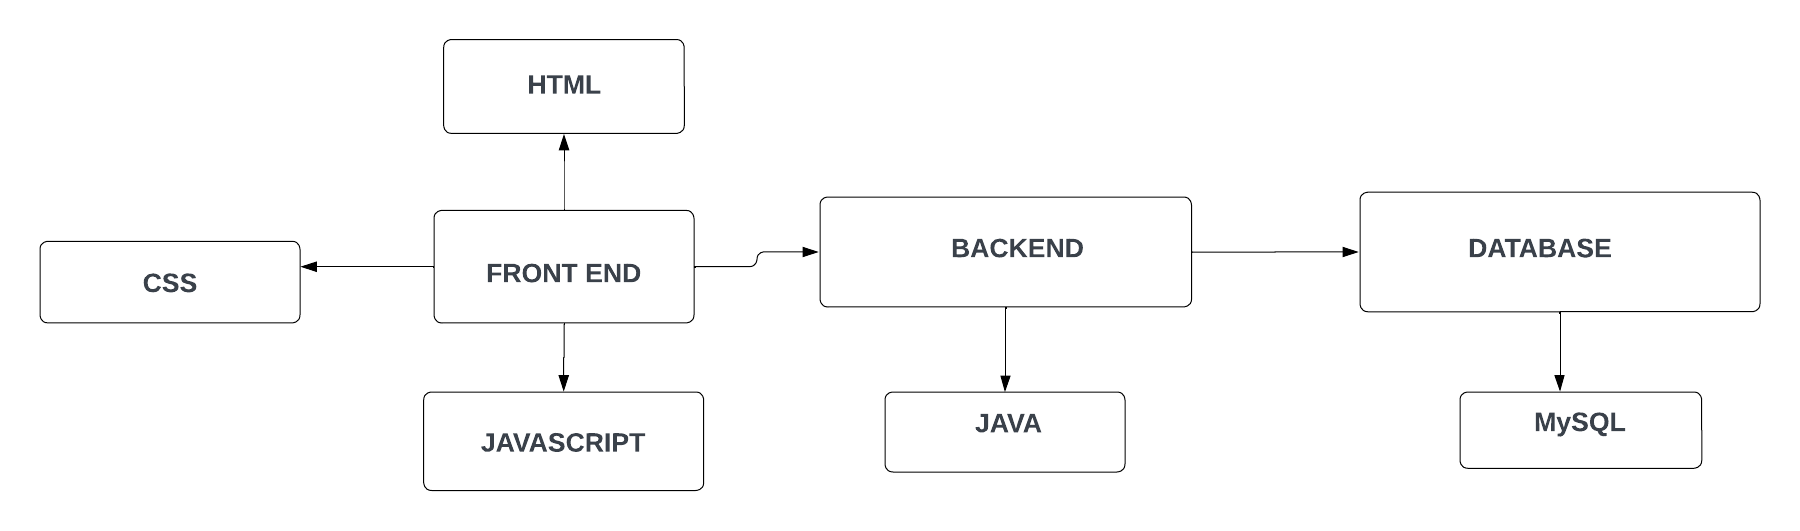 HTML
CSS
FRONT END
BACKEND
DATABASE
JAVASCRIPT
JAVA
MySQL